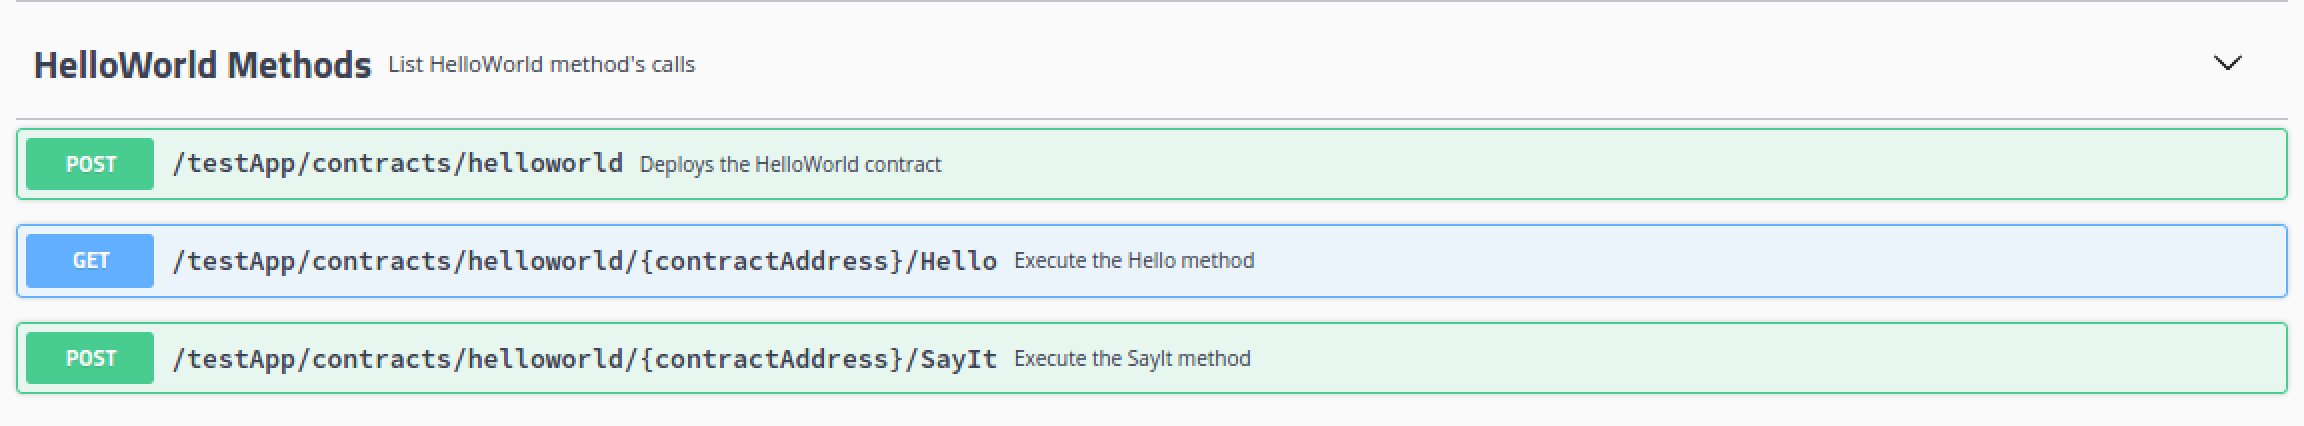 HelloWorld Methods List HelloWorld method's calls
POST /testApp/contracts/helloworld Deploys the HelloWorld contract
GET /testApp/contracts/helloworld/{contractAddress}/Hello Execute the Hello method
POST /testApp/contracts/helloworld/{contractAddress}/SayIt Execute the SayIt method